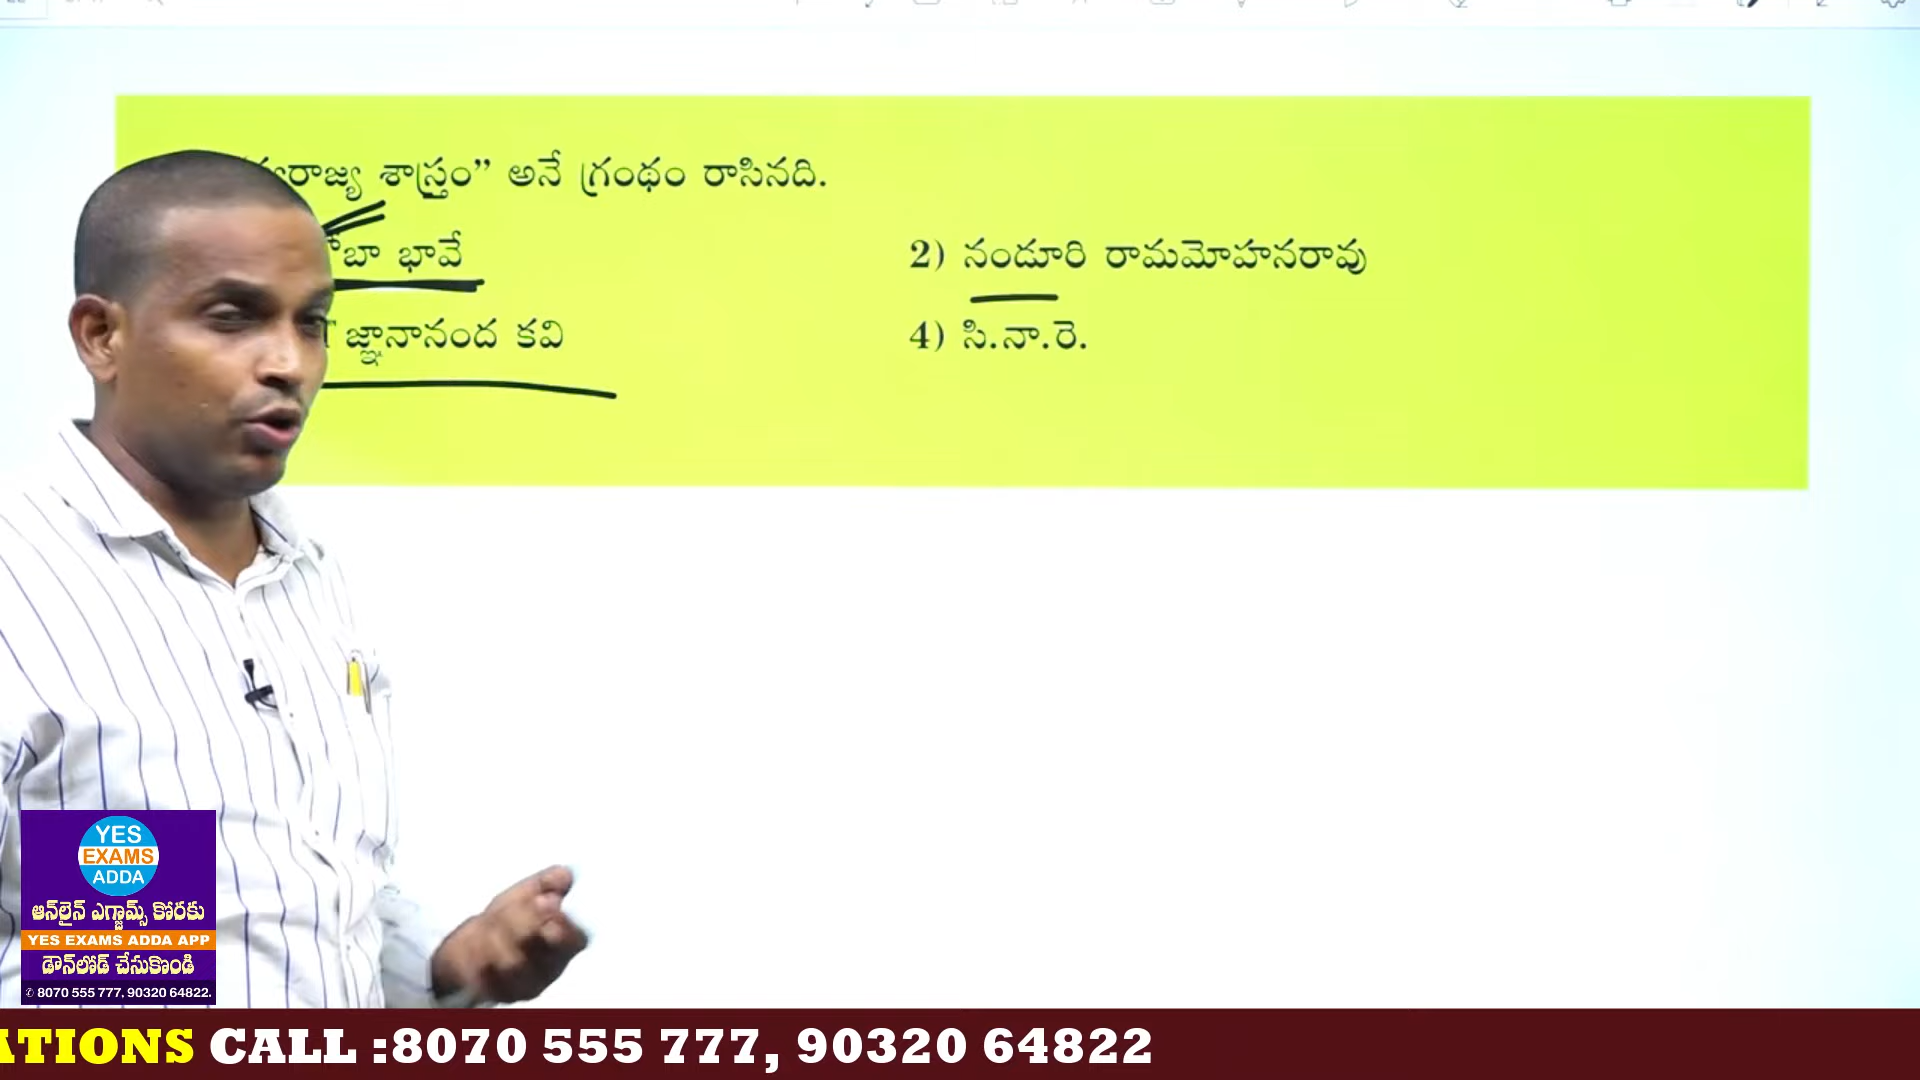 శాస్త్రం” అనే గ్రంథం రాసినది.
భావే
2) నండూరి రామమోహనరావు
జ్ఞానానంద కవి
4) సి.నా.రె.
YES
EXAMS
ADDA
ఆన్‌లైన్ ఎగ్జామ్స్ కోరకు
YES EXAMS ADDA APP
డౌన్‌లోడ్ చేసుకొండి
✆ 8070 555 777, 90320 64822.
ATIONS CALL :8070 555 777, 90320 64822